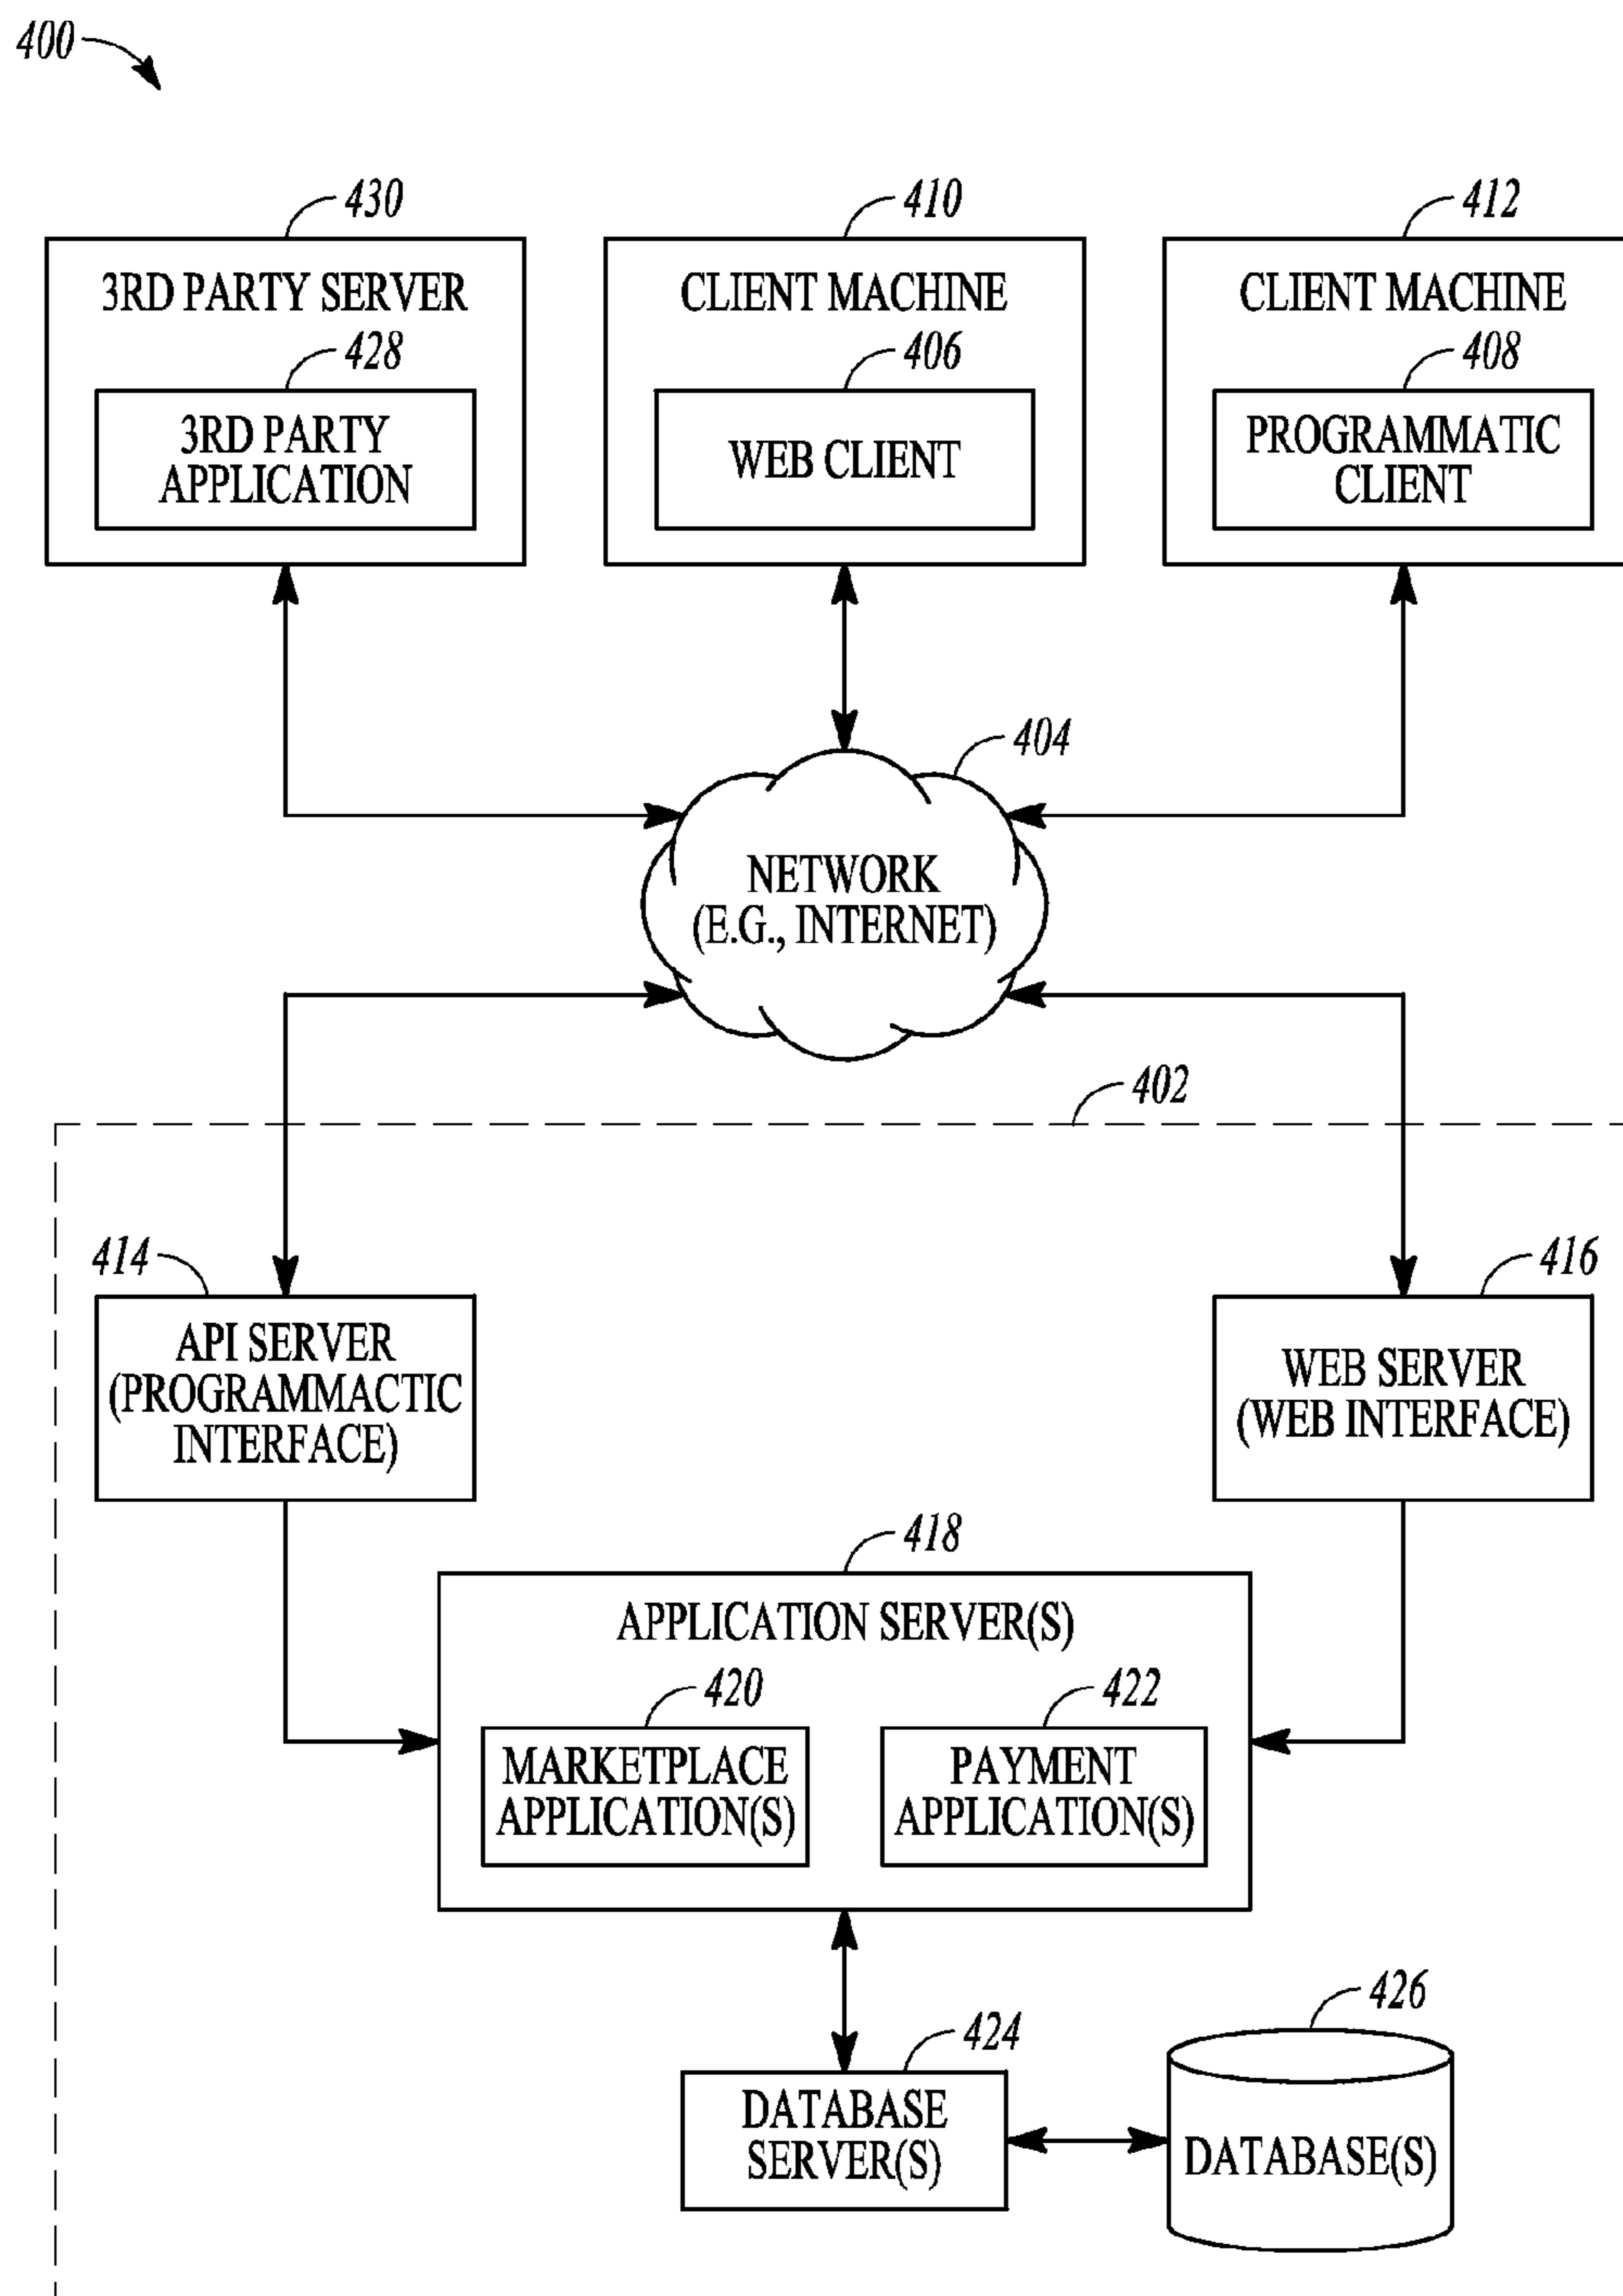 400
430
410
412
3RD PARTY SERVER
CLIENT MACHINE
CLIENT MACHINE
428
406
408
3RD PARTY
APPLICATION
WEB CLIENT
PROGRAMMATIC
CLIENT
404
NETWORK
(E.G., INTERNET)
402
414
416
API SERVER
(PROGRAMMACTIC
INTERFACE)
WEB SERVER
(WEB INTERFACE)
418
APPLICATION SERVER(S)
420
422
MARKETPLACE
APPLICATION(S)
PAYMENT
APPLICATION(S)
426
424
DATABASE
SERVER(S)
DATABASE(S)